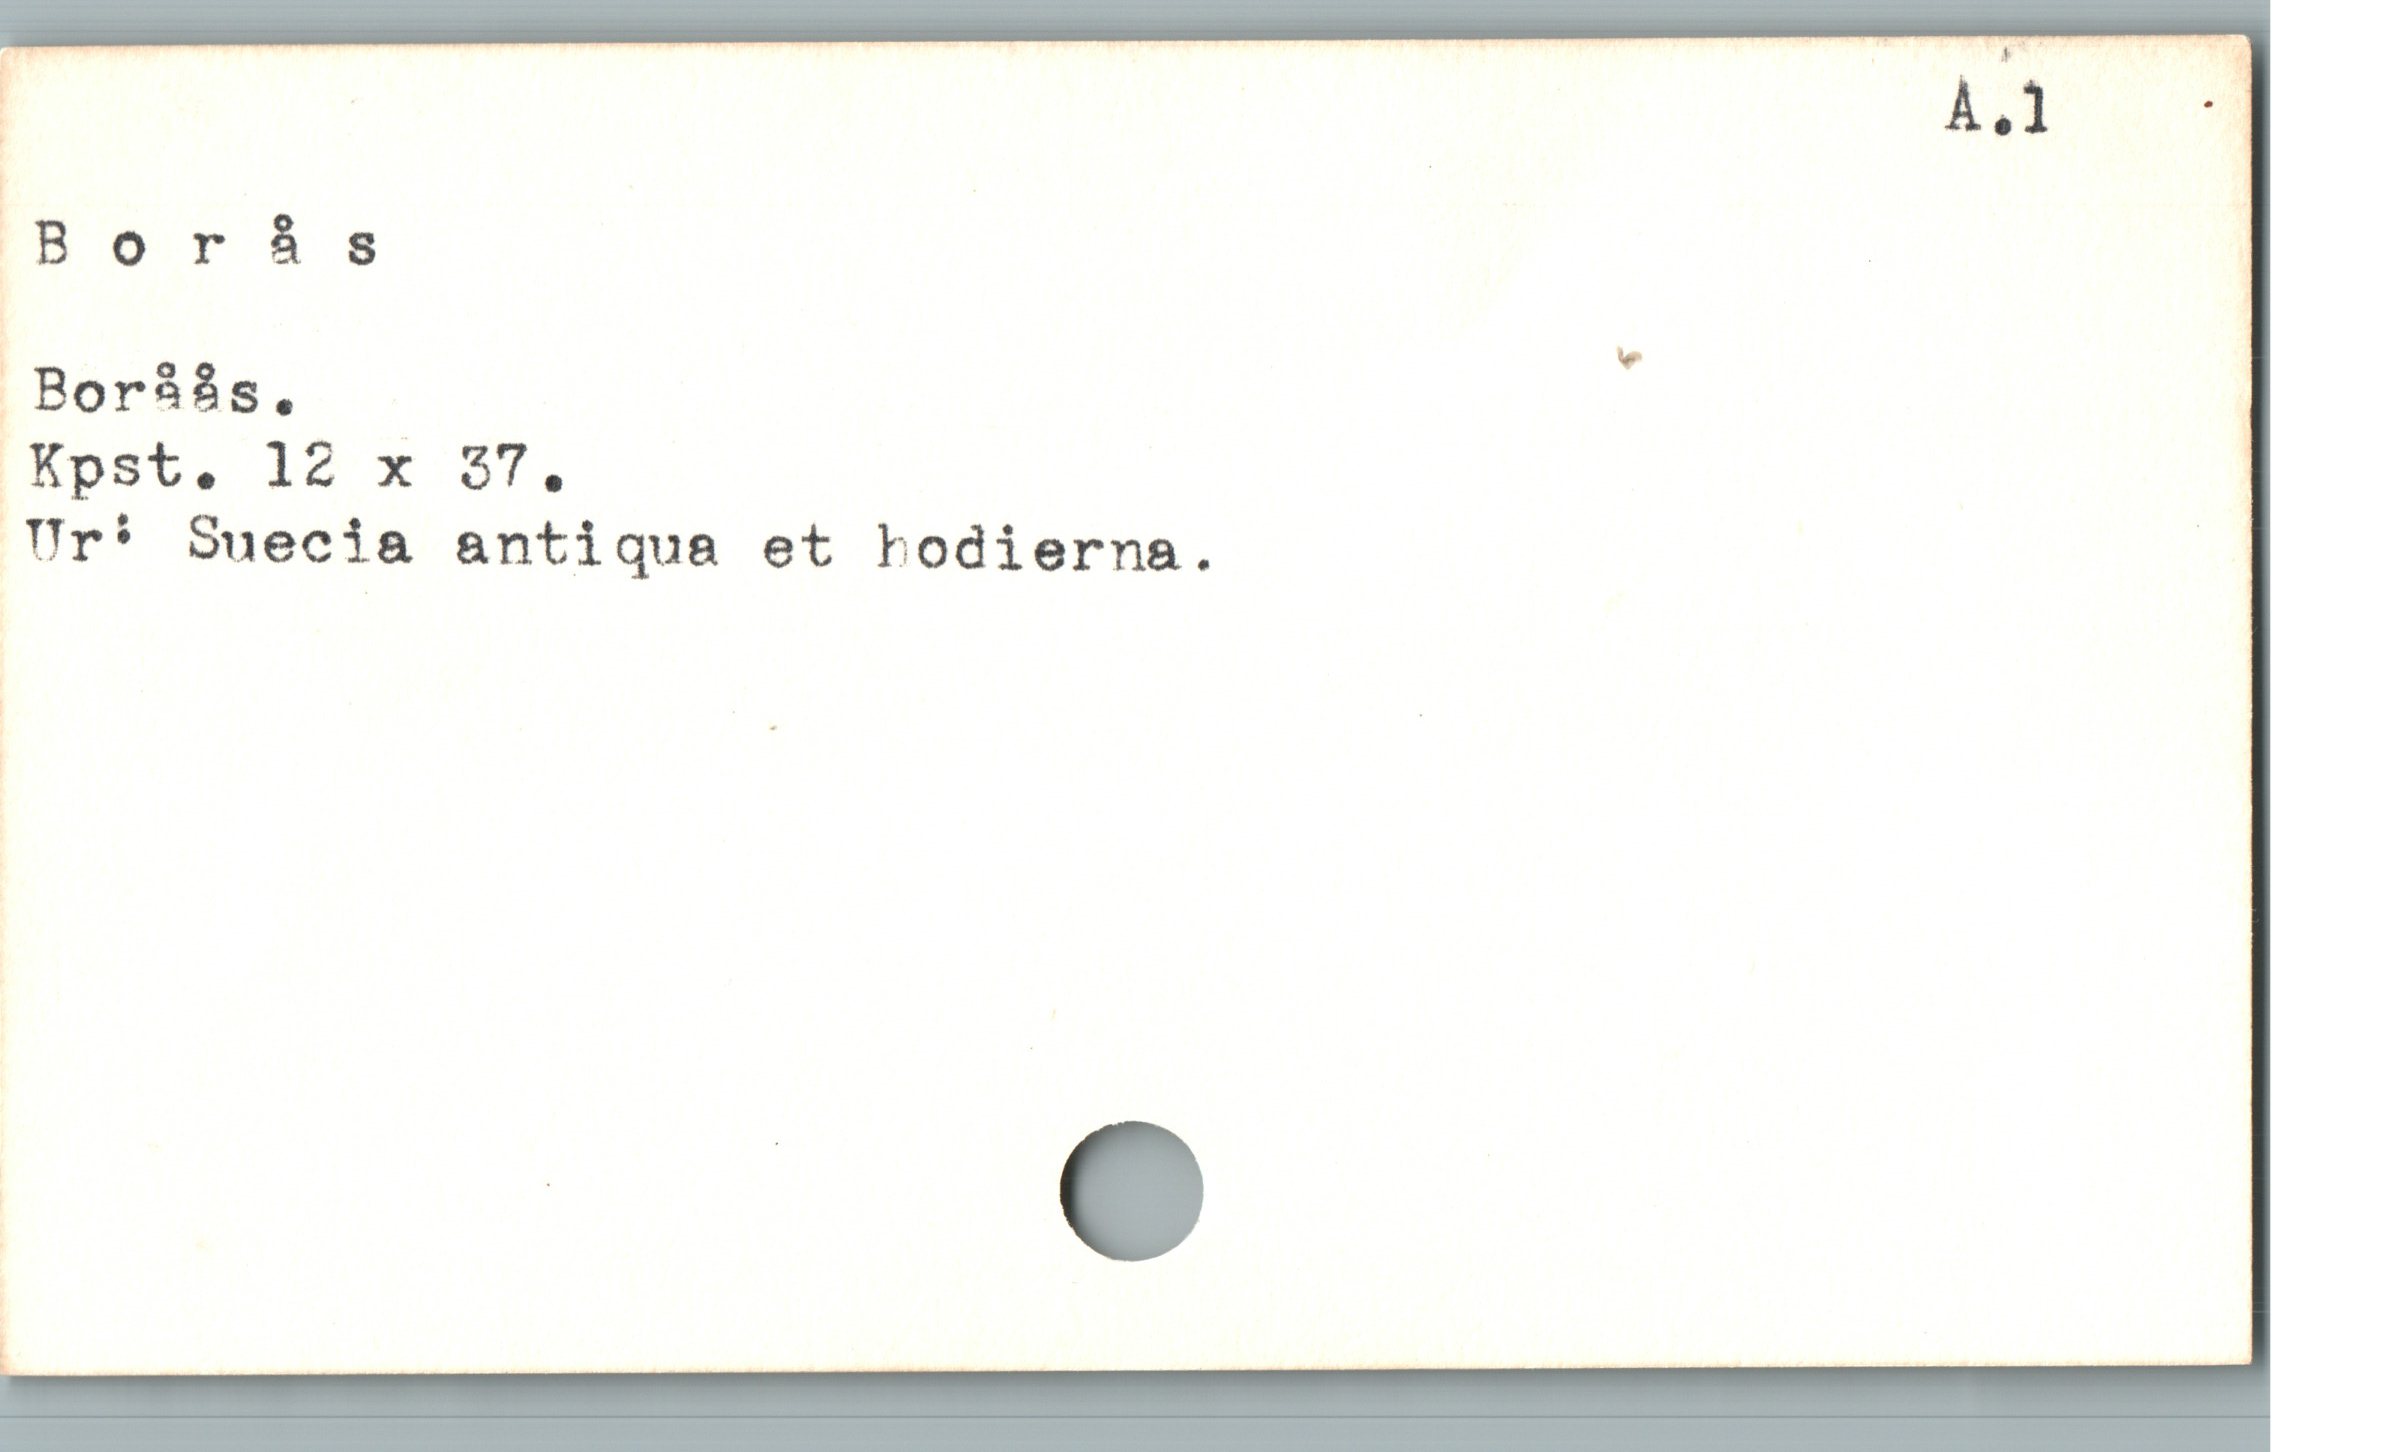 A.1
B o r å s
Boråås.
Kpst. 12 x 37.
Ur: Suecia antiqua et hodierna.